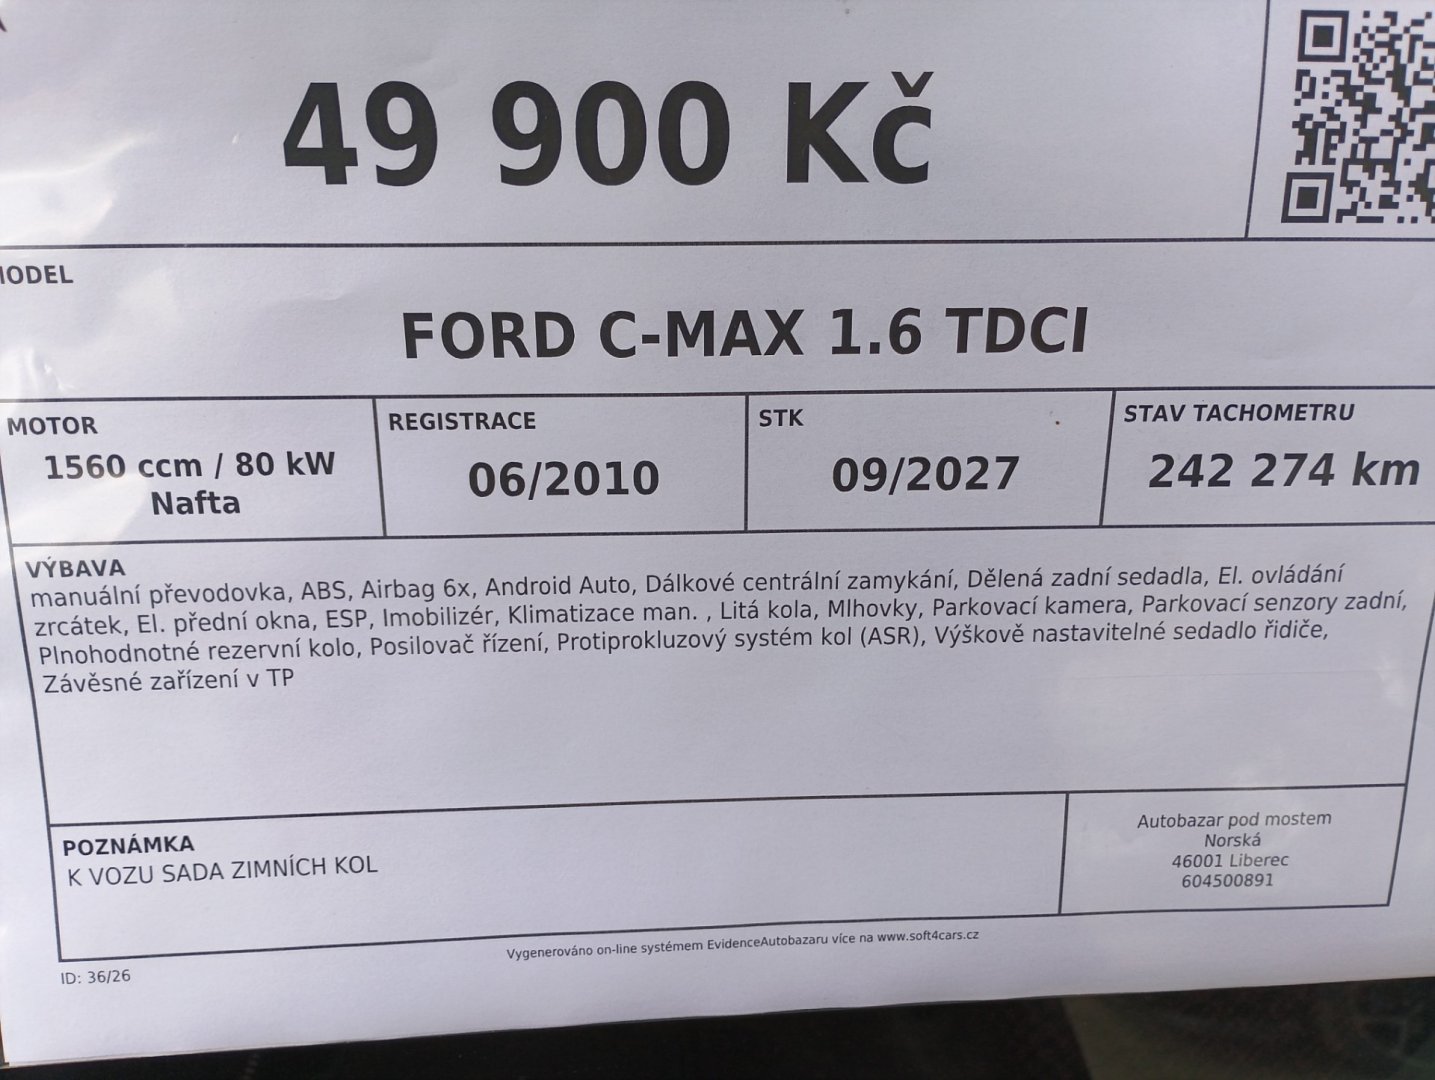 49 900 Kč
MODEL
FORD C-MAX 1.6 TDCI
MOTOR
1560 ccm / 80 kW
Nafta
REGISTRACE
06/2010
STK
09/2027
STAV TACHOMETRU
242 274 km
VÝBAVA
manuální převodovka, ABS, Airbag 6x, Android Auto, Dálkové centrální zamykání, Dělená zadní sedadla, El. ovládání
zrcátek, El. přední okna, ESP, Imobilizér, Klimatizace man. , Litá kola, Mlhovky, Parkovací kamera, Parkovací senzory zadní,
Plnohodnotné rezervní kolo, Posilovač řízení, Protiprokluzový systém kol (ASR), Výškově nastavitelné sedadlo řidiče,
Závěsné zařízení v TP
POZNÁMKA
K VOZU SADA ZIMNÍCH KOL
Autobazar pod mostem
Norská
46001 Liberec
604500891
Vygenerováno on-line systémem EvidenceAutobazaru více na www.soft4cars.cz
ID: 36/26